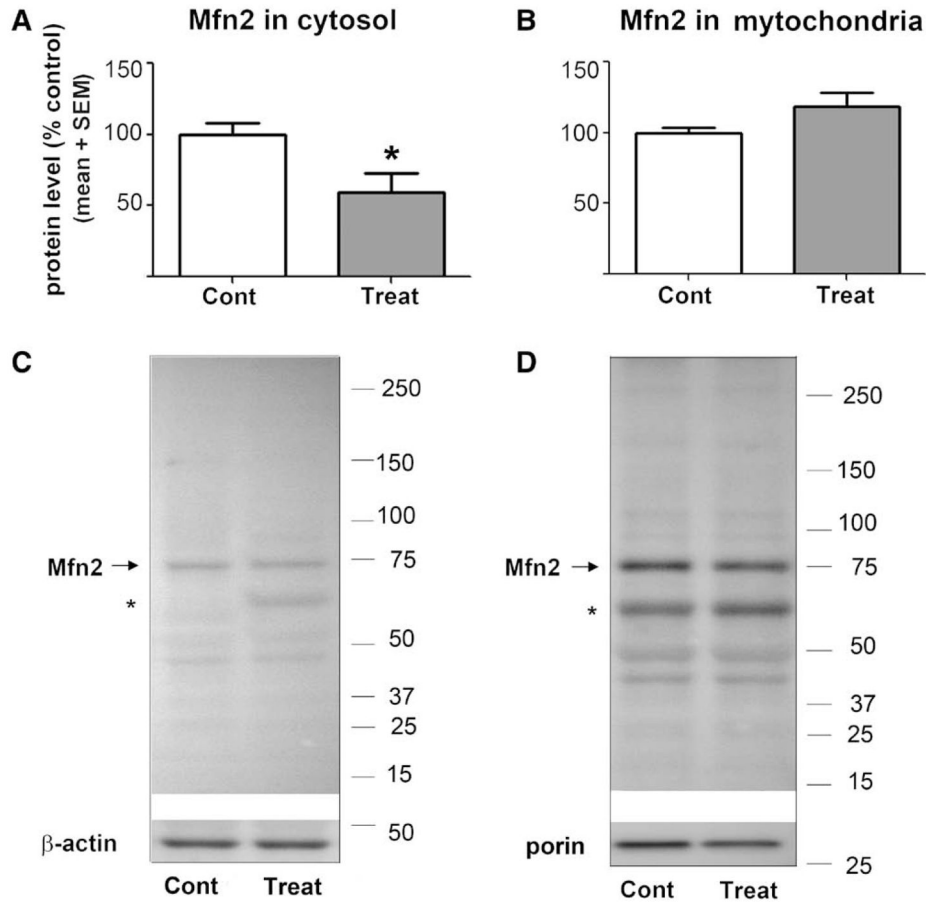 A
Mfn2 in cytosol
protein level (% control)
(mean + SEM)
150
100
50
*
Cont
Treat
B
Mfn2 in mytochondria
150
100
50
Cont
Treat
C
250
150
100
Mfn2
75
*
50
37
25
15
β-actin
50
Cont
Treat
D
250
150
100
Mfn2
75
*
50
37
25
15
porin
25
Cont
Treat